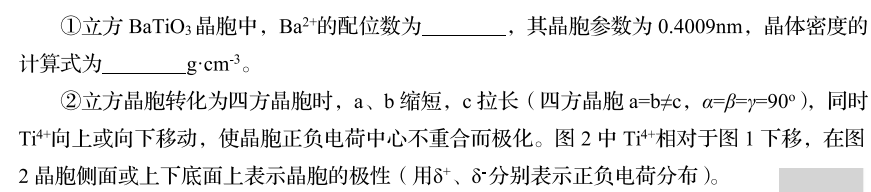 ①立方 BaTiO₃ 晶胞中，Ba²⁺的配位数为________，其晶胞参数为 0.4009nm，晶体密度的
计算式为________g·cm⁻³。
②立方晶胞转化为四方晶胞时，a、b 缩短，c 拉长（四方晶胞 a=b≠c，α=β=γ=90º），同时
Ti⁴⁺向上或向下移动，使晶胞正负电荷中心不重合而极化。图 2 中 Ti⁴⁺相对于图 1 下移，在图
2 晶胞侧面或上下底面上表示晶胞的极性（用δ⁺、δ⁻分别表示正负电荷分布）。